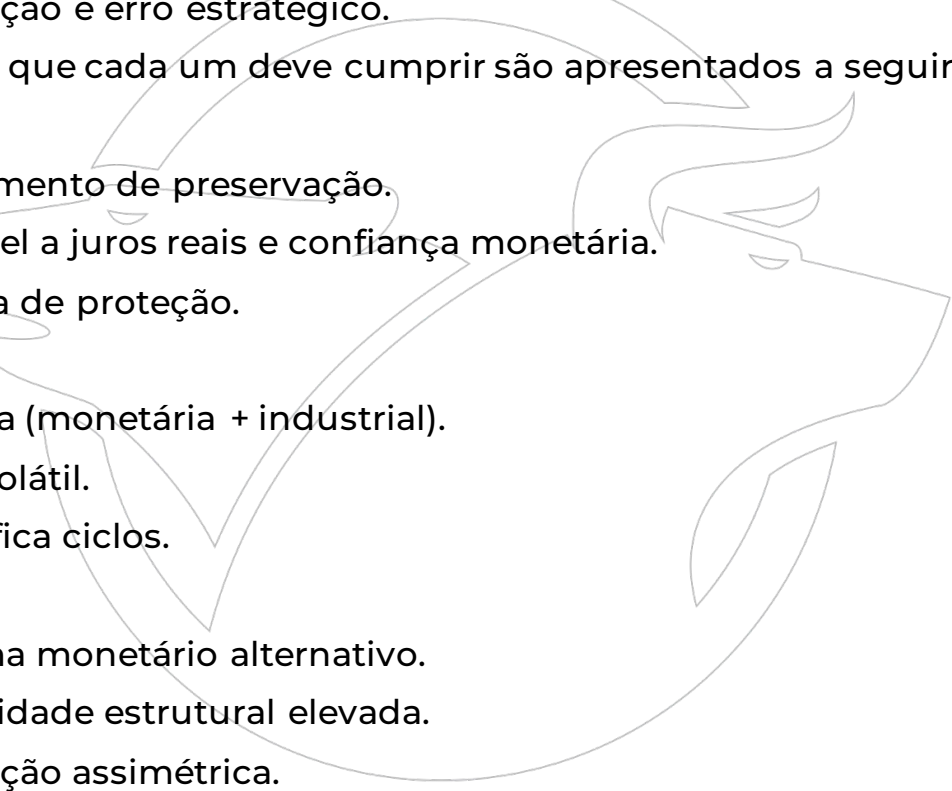 ção e erro estratégico.
que cada um deve cumprir são apresentados a seguir
mento de preservação.
el a juros reais e confiança monetária.
a de proteção.
a (monetária + industrial).
olátil.
fica ciclos.
na monetário alternativo.
idade estrutural elevada.
ção assimétrica.